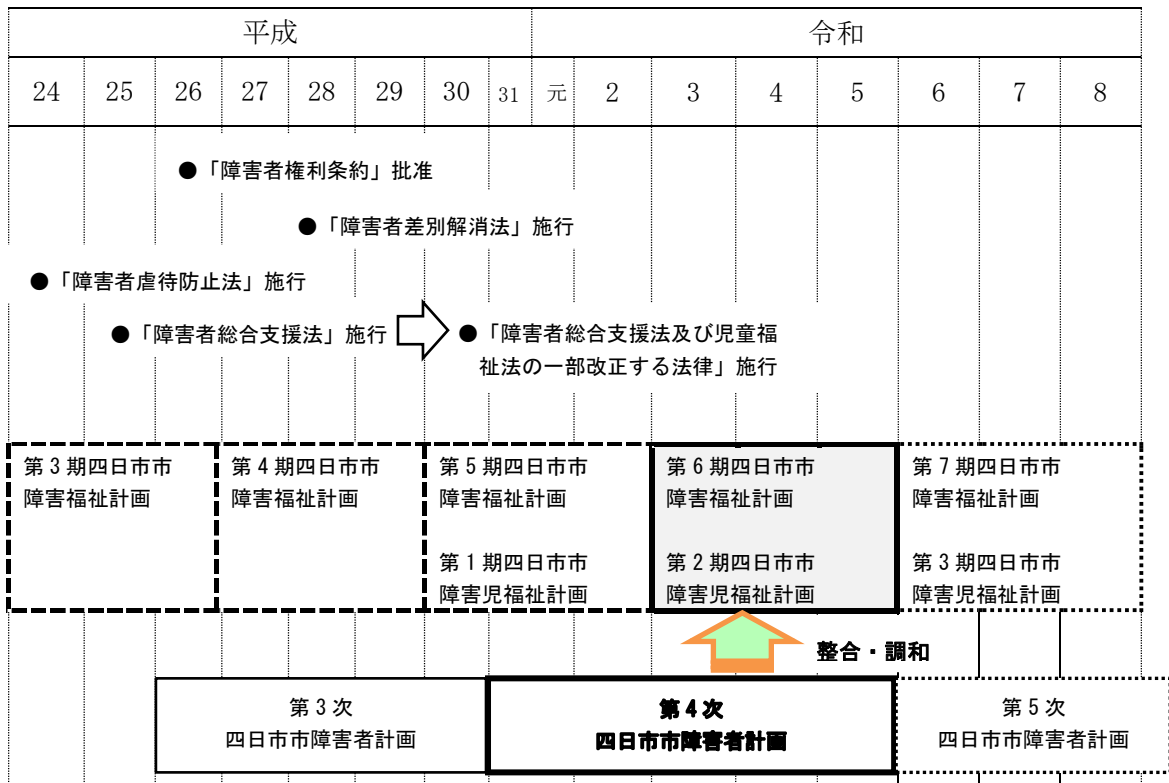 平成 令和
24 25 26 27 28 29 30 31 元 2 3 4 5 6 7 8
●「障害者権利条約」批准
●「障害者差別解消法」施行
●「障害者虐待防止法」施行
●「障害者総合支援法」施行 ●「障害者総合支援法及び児童福
祉法の一部改正する法律」施行
第3期四日市市 第4期四日市市 第5期四日市市 第6期四日市市 第7期四日市市
障害福祉計画 障害福祉計画 障害福祉計画 障害福祉計画 障害福祉計画
第1期四日市市 第2期四日市市 第3期四日市市
障害児福祉計画 障害児福祉計画 障害児福祉計画
整合・調和
第3次 第4次 第5次
四日市市障害者計画 四日市市障害者計画 四日市市障害者計画